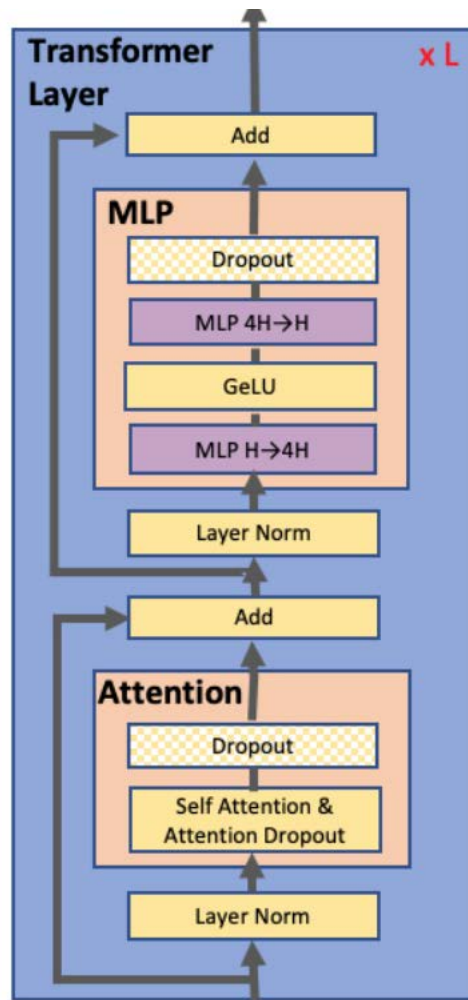 Transformer
Layer
x L
Add
MLP
Dropout
MLP 4H→H
GeLU
MLP H→4H
Layer Norm
Add
Attention
Dropout
Self Attention &
Attention Dropout
Layer Norm